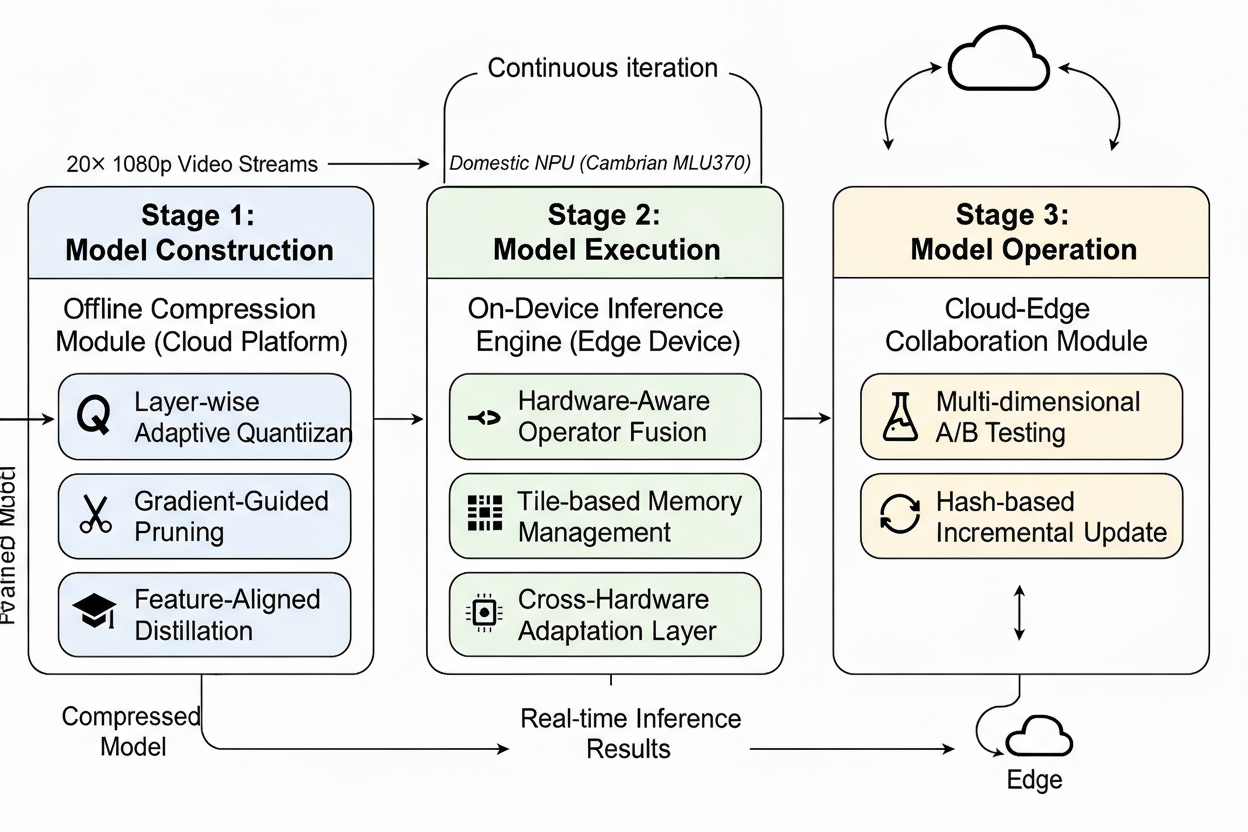 Continuous iteration
20× 1080p Video Streams
Domestic NPU (Cambrian MLU370)
Stage 1:
Model Construction
Offline Compression
Module (Cloud Platform)
Layer-wise
Adaptive Quantiizan
Gradient-Guided
Pruning
Feature-Aligned
Distillation
Compressed
Model
Stage 2:
Model Execution
On-Device Inference
Engine (Edge Device)
Hardware-Aware
Operator Fusion
Tile-based Memory
Management
Cross-Hardware
Adaptation Layer
Real-time Inference
Results
Stage 3:
Model Operation
Cloud-Edge
Collaboration Module
Multi-dimensional
A/B Testing
Hash-based
Incremental Update
Edge